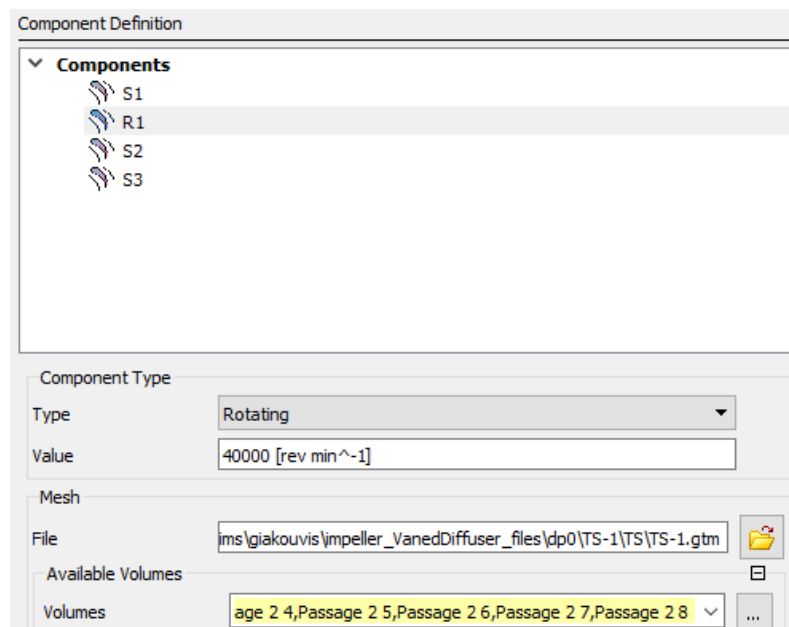 Component Definition
Components
S1
R1
S2
S3
Component Type
Type Rotating
Value 40000 [rev min^-1]
Mesh
File ims\giakouvis\impeller_VanedDiffuser_files\dp0\TS-1\TS\TS-1.gtm
Available Volumes
Volumes age 2 4,Passage 2 5,Passage 2 6,Passage 2 7,Passage 2 8 ...